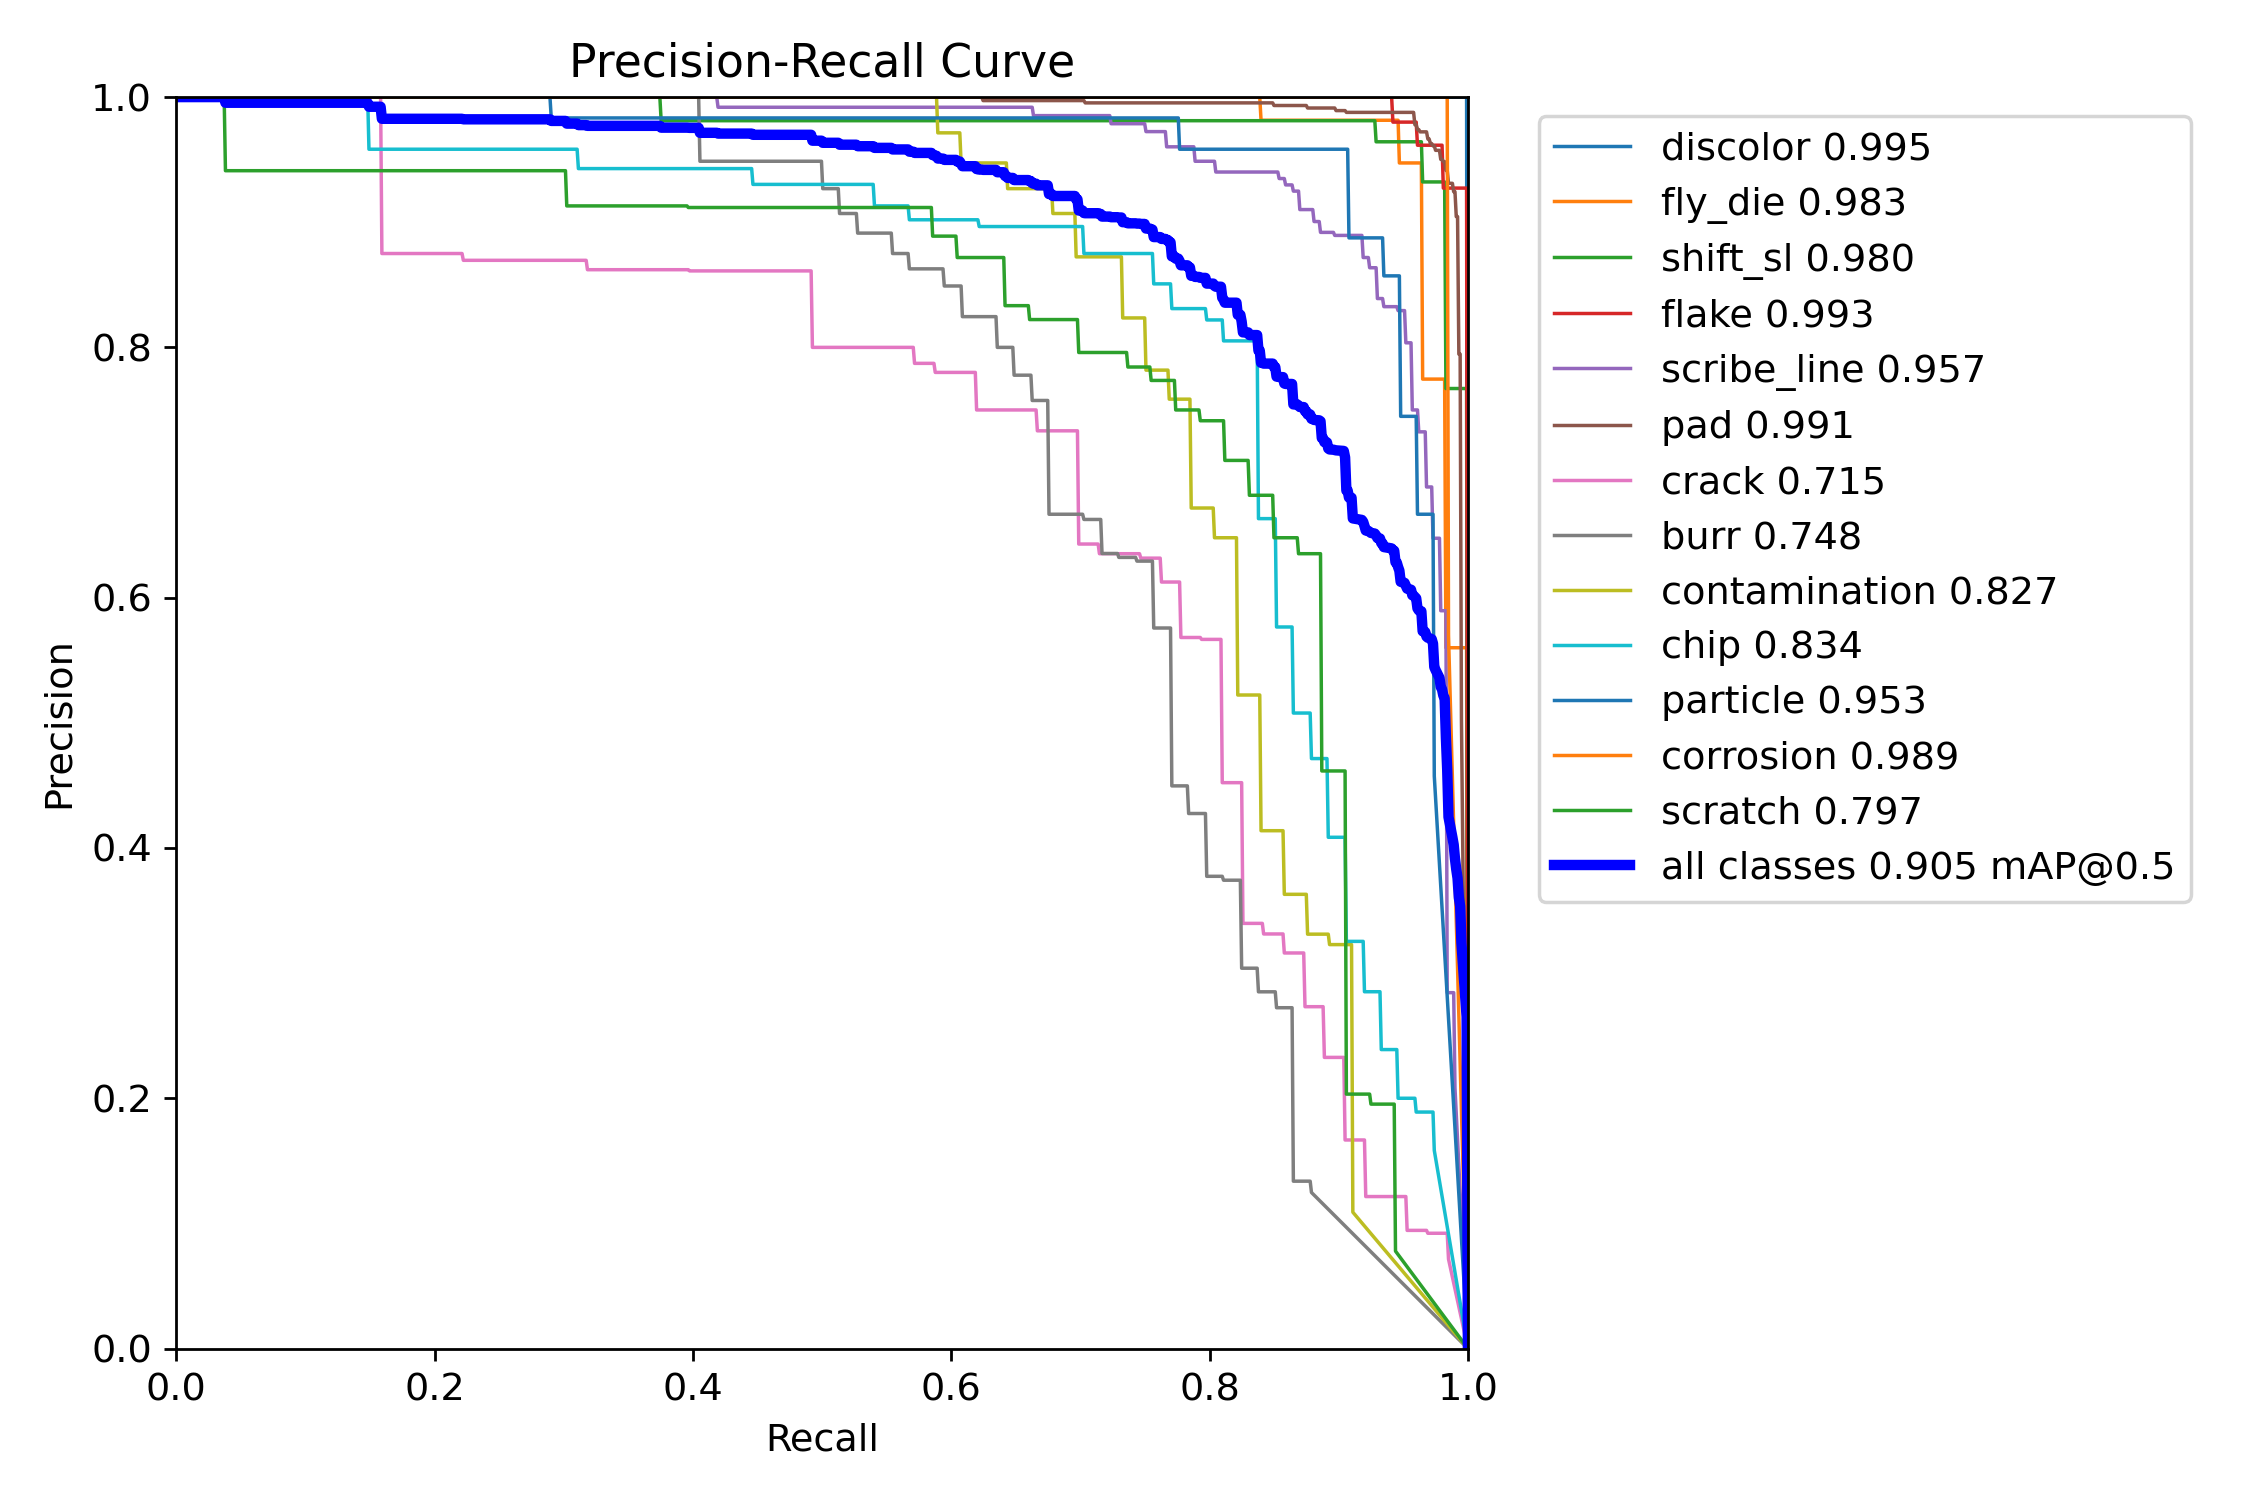 Precision-Recall Curve
1.0
0.8
0.6
0.4
0.2
0.0
Precision
0.0 0.2 0.4 0.6 0.8 1.0
Recall
discolor 0.995
fly_die 0.983
shift_sl 0.980
flake 0.993
scribe_line 0.957
pad 0.991
crack 0.715
burr 0.748
contamination 0.827
chip 0.834
particle 0.953
corrosion 0.989
scratch 0.797
all classes 0.905 mAP@0.5